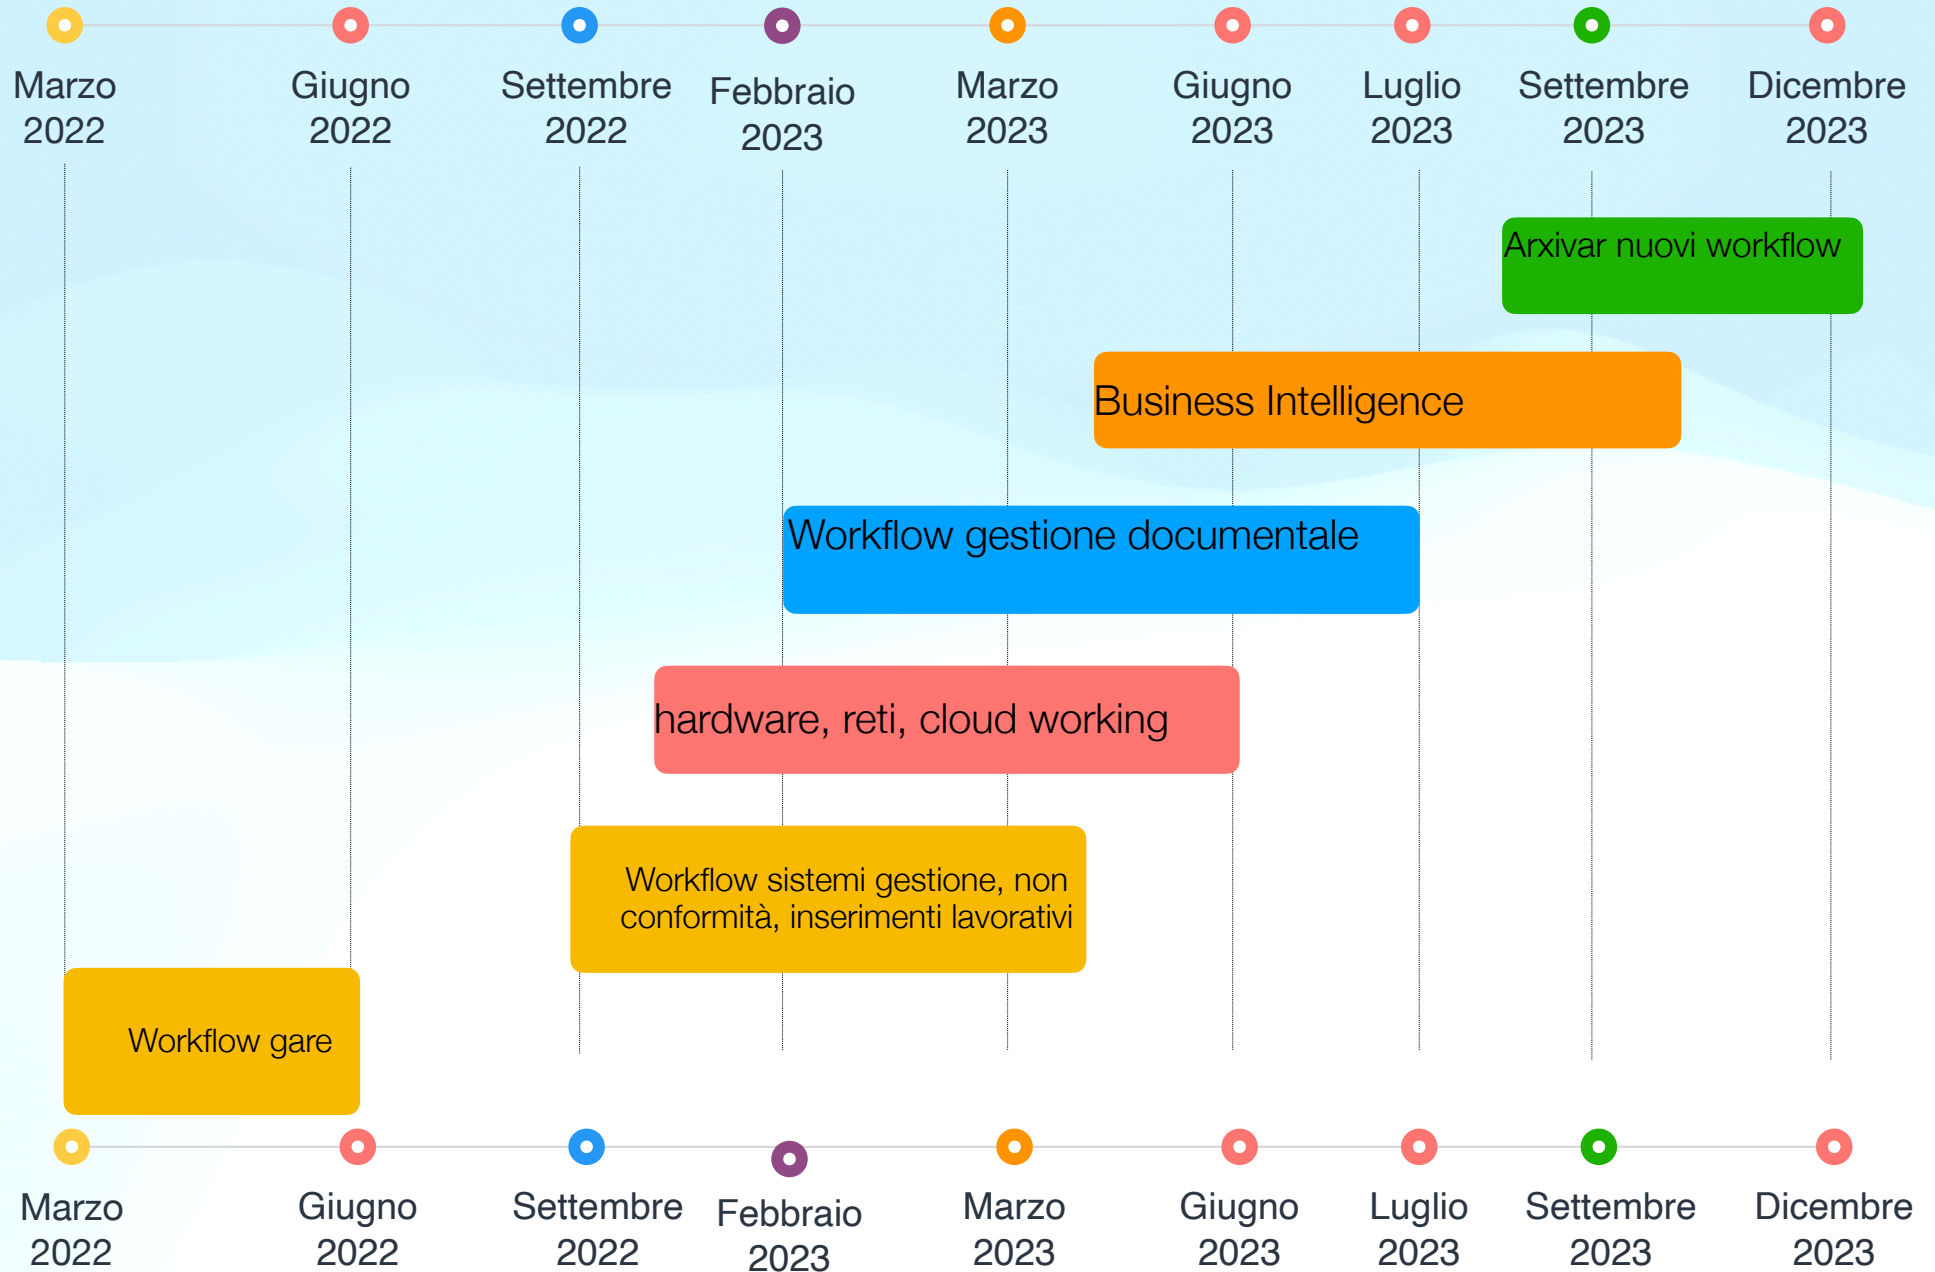 Marzo
2022
Giugno
2022
Settembre
2022
Febbraio
2023
Marzo
2023
Giugno
2023
Luglio
2023
Settembre
2023
Dicembre
2023
Arxivar nuovi workflow
Business Intelligence
Workflow gestione documentale
hardware, reti, cloud working
Workflow sistemi gestione, non
conformità, inserimenti lavorativi
Workflow gare
Marzo
2022
Giugno
2022
Settembre
2022
Febbraio
2023
Marzo
2023
Giugno
2023
Luglio
2023
Settembre
2023
Dicembre
2023